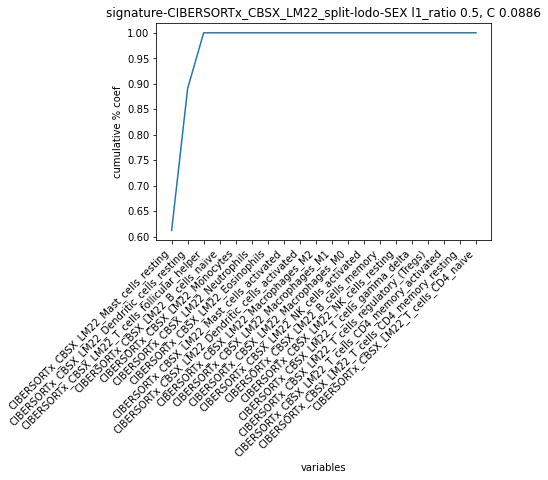 signature-CIBERSORTx_CBSX_LM22_split-lodo-SEX l1_ratio 0.5, C 0.0886
1.00
0.95
0.90
0.85
0.80
0.75
0.70
0.65
0.60
cumulative % coef
CIBERSORTx_CBSX_LM22_Mast_cells_resting
CIBERSORTx_CBSX_LM22_Dendritic_cells_resting
CIBERSORTx_CBSX_LM22_T_cells_follicular_helper
CIBERSORTx_CBSX_LM22_B_cells_naive
CIBERSORTx_CBSX_LM22_Monocytes
CIBERSORTx_CBSX_LM22_Neutrophils
CIBERSORTx_CBSX_LM22_Eosinophils
CIBERSORTx_CBSX_LM22_Mast_cells_activated
CIBERSORTx_CBSX_LM22_Dendritic_cells_activated
CIBERSORTx_CBSX_LM22_Macrophages_M2
CIBERSORTx_CBSX_LM22_Macrophages_M1
CIBERSORTx_CBSX_LM22_Macrophages_M0
CIBERSORTx_CBSX_LM22_NK_cells_activated
CIBERSORTx_CBSX_LM22_B_cells_memory
CIBERSORTx_CBSX_LM22_NK_cells_resting
CIBERSORTx_CBSX_LM22_T_cells_gamma_delta
CIBERSORTx_CBSX_LM22_T_cells_regulatory_(Tregs)
CIBERSORTx_CBSX_LM22_T_cells_CD4_memory_activated
CIBERSORTx_CBSX_LM22_T_cells_CD4_memory_resting
CIBERSORTx_CBSX_LM22_T_cells_CD4_naive
variables